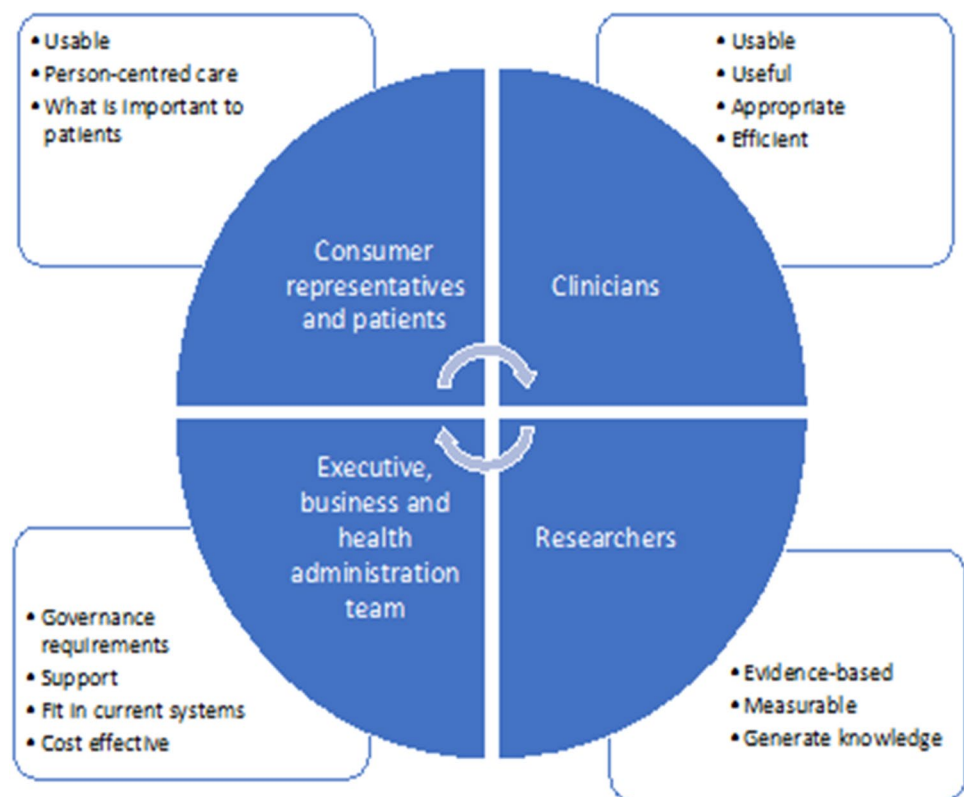 • Usable
• Person-centred care
• What is important to
patients
• Usable
• Useful
• Appropriate
• Efficient
Consumer
representatives
and patients
Clinicians
Executive,
business and
health
administration
team
Researchers
• Governance
requirements
• Support
• Fit in current systems
• Cost effective
• Evidence-based
• Measurable
• Generate knowledge